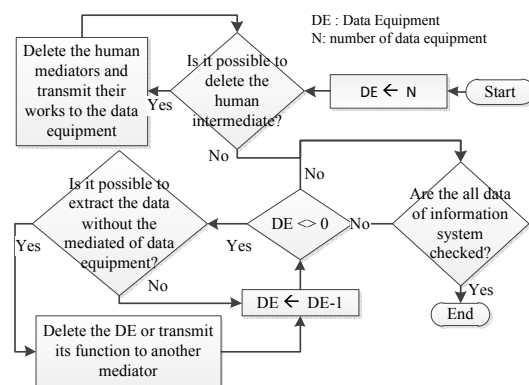 DE : Data Equipment
N: number of data equipment
Delete the human
mediators and
transmit their
works to the data
equipment
Yes
Is it possible to
delete the
human
intermediate?
DE ← N
Start
No
No
Is it possible to
extract the data
without the
mediated of data
equipment?
Yes
No
Yes
DE <> 0
No
Are the all data
of information
system
checked?
Yes
End
DE ← DE-1
Delete the DE or transmit
its function to another
mediator